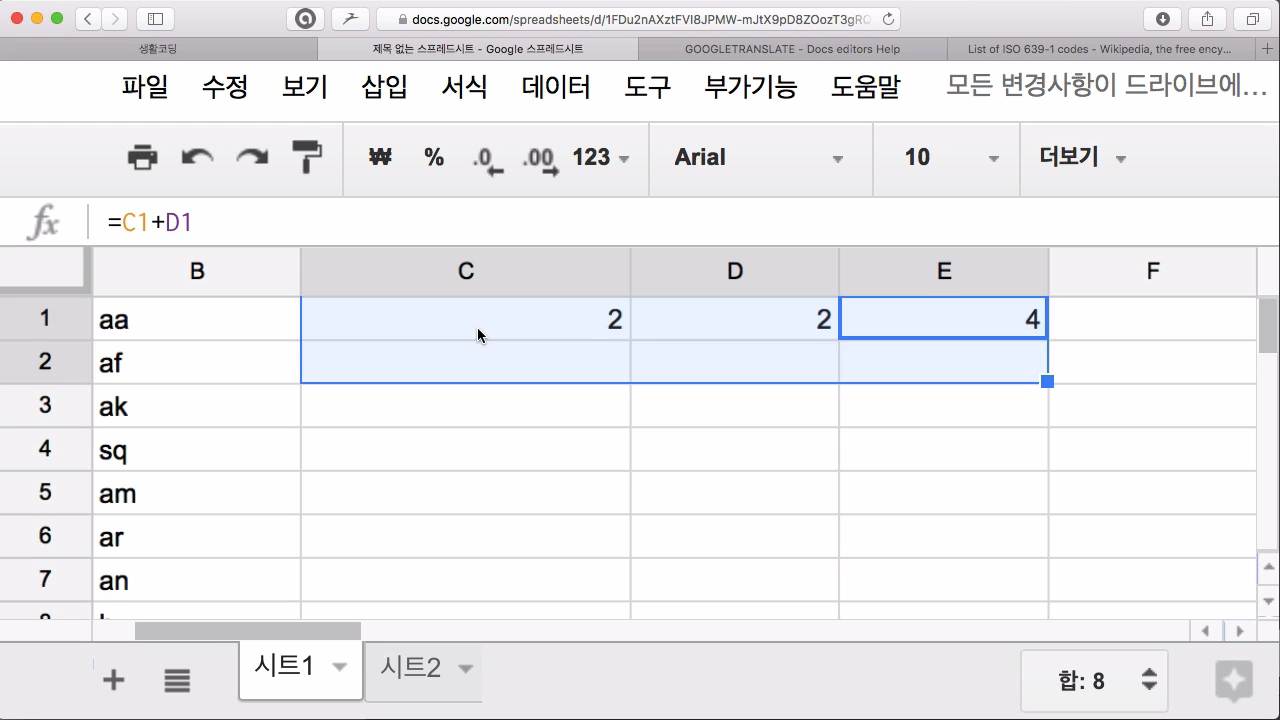 docs.google.com/spreadsheets/d/1FDu2nAXztFVI8JPMW-mJtX9pD8ZOozT3gRC
생활코딩
제목 없는 스프레드시트 - Google 스프레드시트
GOOGLETRANSLATE - Docs editors Help
List of ISO 639-1 codes - Wikipedia, the free ency...
파일 수정 보기 삽입 서식 데이터 도구 부가기능 도움말 모든 변경사항이 드라이브에...
₩ % .0 .00 123 Arial 10 더보기
fx =C1+D1
B C D E F
1 aa 2 2 4
2 af
3 ak
4 sq
5 am
6 ar
7 an
시트1 시트2 합: 8